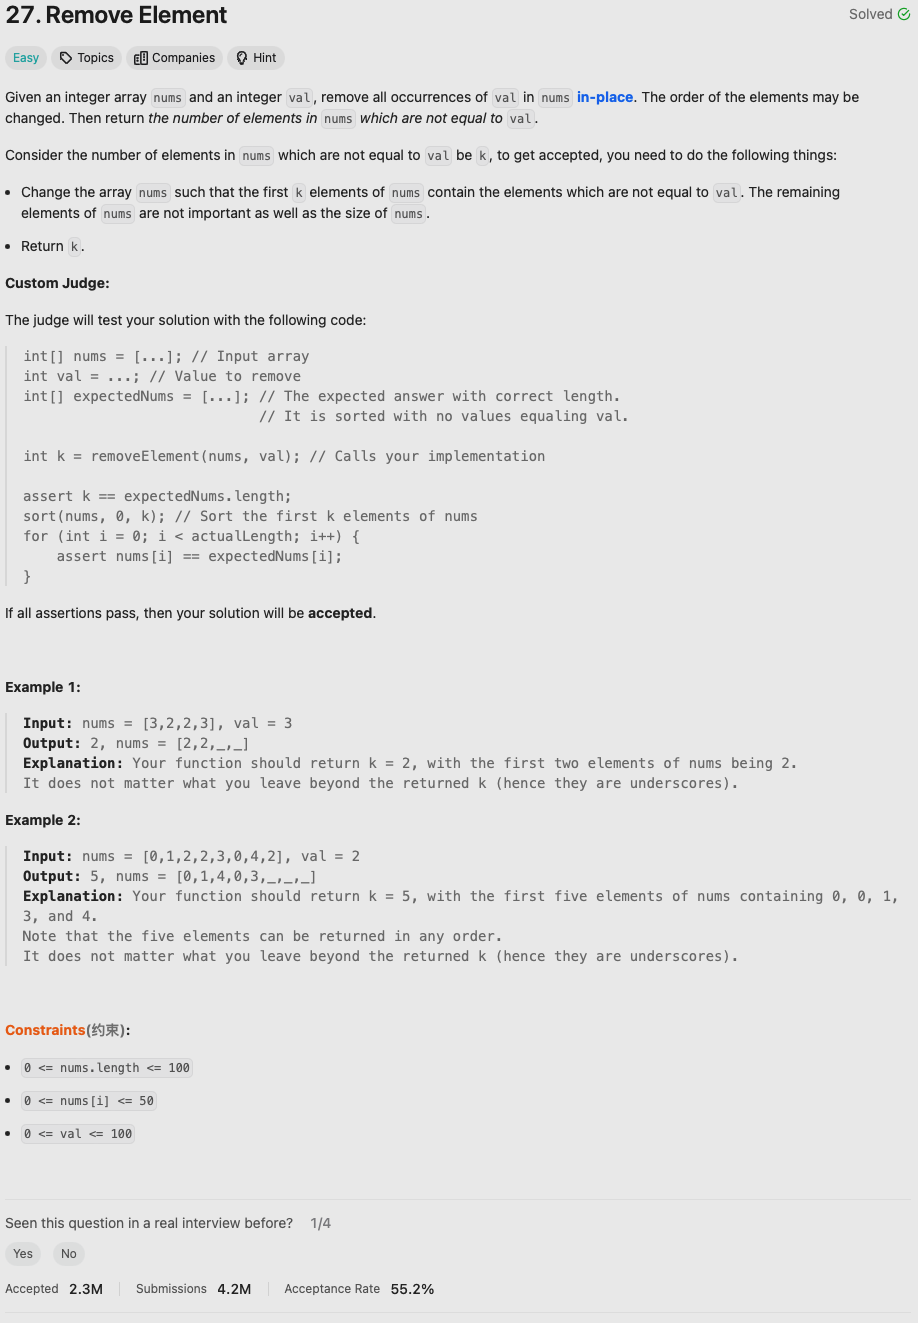 27. Remove Element
Solved
Easy Topics Companies Hint
Given an integer array nums and an integer val, remove all occurrences of val in nums in-place. The order of the elements may be
changed. Then return the number of elements in nums which are not equal to val.
Consider the number of elements in nums which are not equal to val be k, to get accepted, you need to do the following things:
• Change the array nums such that the first k elements of nums contain the elements which are not equal to val. The remaining
elements of nums are not important as well as the size of nums.
• Return k.
Custom Judge:
The judge will test your solution with the following code:
int[] nums = [...]; // Input array
int val = ...; // Value to remove
int[] expectedNums = [...]; // The expected answer with correct length.
// It is sorted with no values equaling val.
int k = removeElement(nums, val); // Calls your implementation
assert k == expectedNums.length;
sort(nums, 0, k); // Sort the first k elements of nums
for (int i = 0; i < actualLength; i++) {
assert nums[i] == expectedNums[i];
}
If all assertions pass, then your solution will be accepted.
Example 1:
Input: nums = [3,2,2,3], val = 3
Output: 2, nums = [2,2,_,_]
Explanation: Your function should return k = 2, with the first two elements of nums being 2.
It does not matter what you leave beyond the returned k (hence they are underscores).
Example 2:
Input: nums = [0,1,2,2,3,0,4,2], val = 2
Output: 5, nums = [0,1,4,0,3,_,_,_]
Explanation: Your function should return k = 5, with the first five elements of nums containing 0, 0, 1,
3, and 4.
Note that the five elements can be returned in any order.
It does not matter what you leave beyond the returned k (hence they are underscores).
Constraints(约束):
• 0 <= nums.length <= 100
• 0 <= nums[i] <= 50
• 0 <= val <= 100
Seen this question in a real interview before? 1/4
Yes No
Accepted 2.3M Submissions 4.2M Acceptance Rate 55.2%